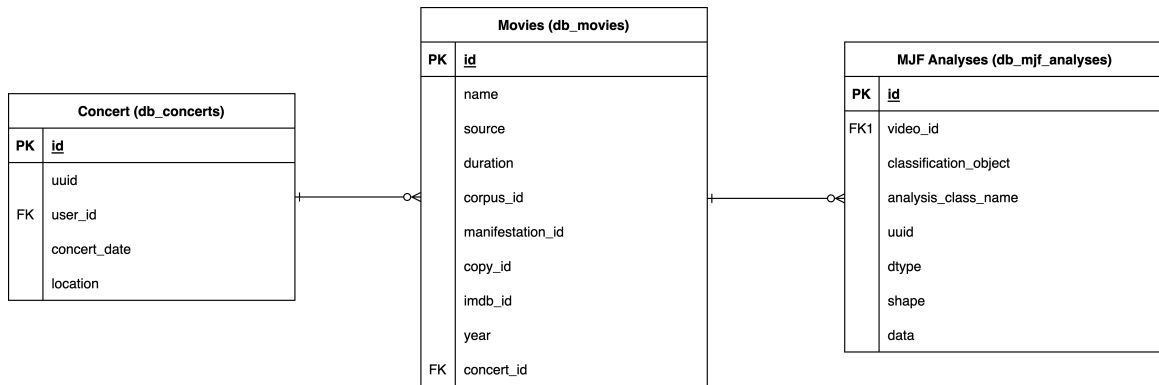 Concert (db_concerts)
PK id
uuid
FK user_id
concert_date
location
Movies (db_movies)
PK id
name
source
duration
corpus_id
manifestation_id
copy_id
imdb_id
year
FK concert_id
MJF Analyses (db_mjf_analyses)
PK id
FK1 video_id
classification_object
analysis_class_name
uuid
dtype
shape
data